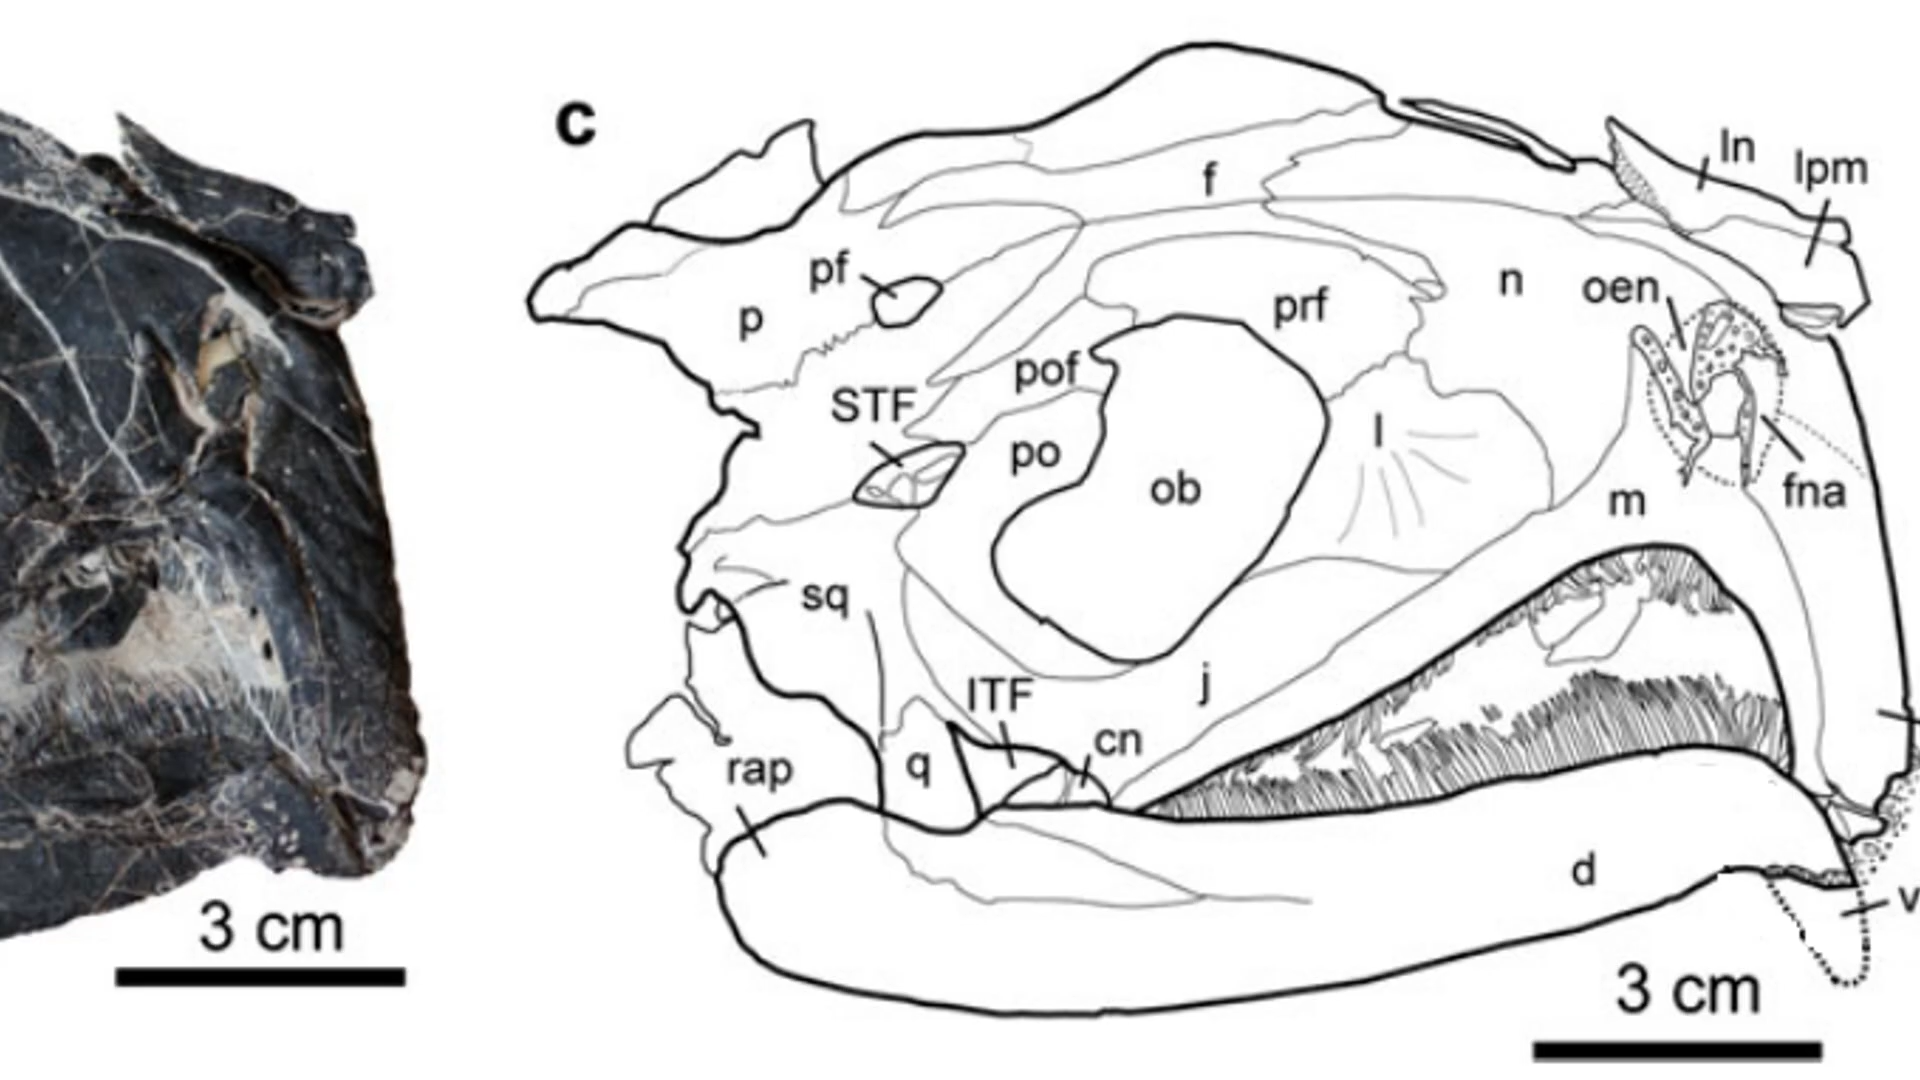 c
ln
lpm
f
pf
n
oen
p
prf
pof
STF
po
l
ob
m
fna
sq
j
ITF
cn
rap
q
d
v
3 cm
3 cm